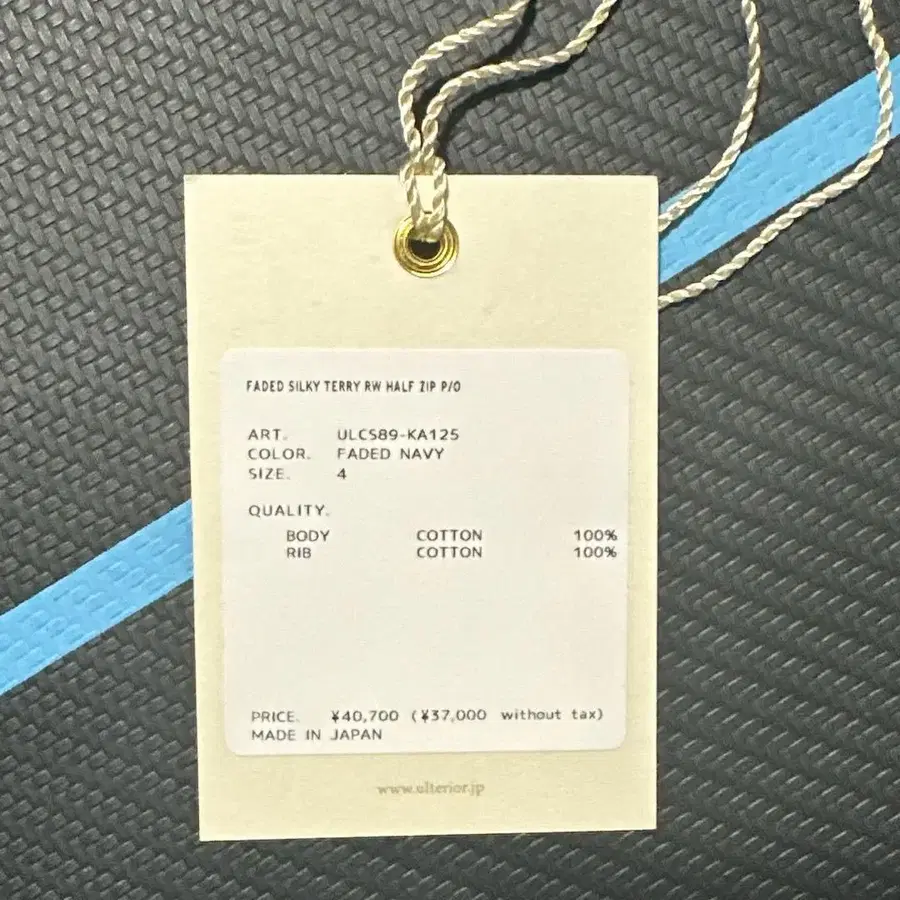 FADED SILKY TERRY RW HALF ZIP P/O
ART. ULCS89-KA125
COLOR. FADED NAVY
SIZE. 4
QUALITY.
BODY COTTON 100%
RIB COTTON 100%
PRICE. ¥40,700 (¥37,000 without tax)
MADE IN JAPAN
www.ulterior.jp